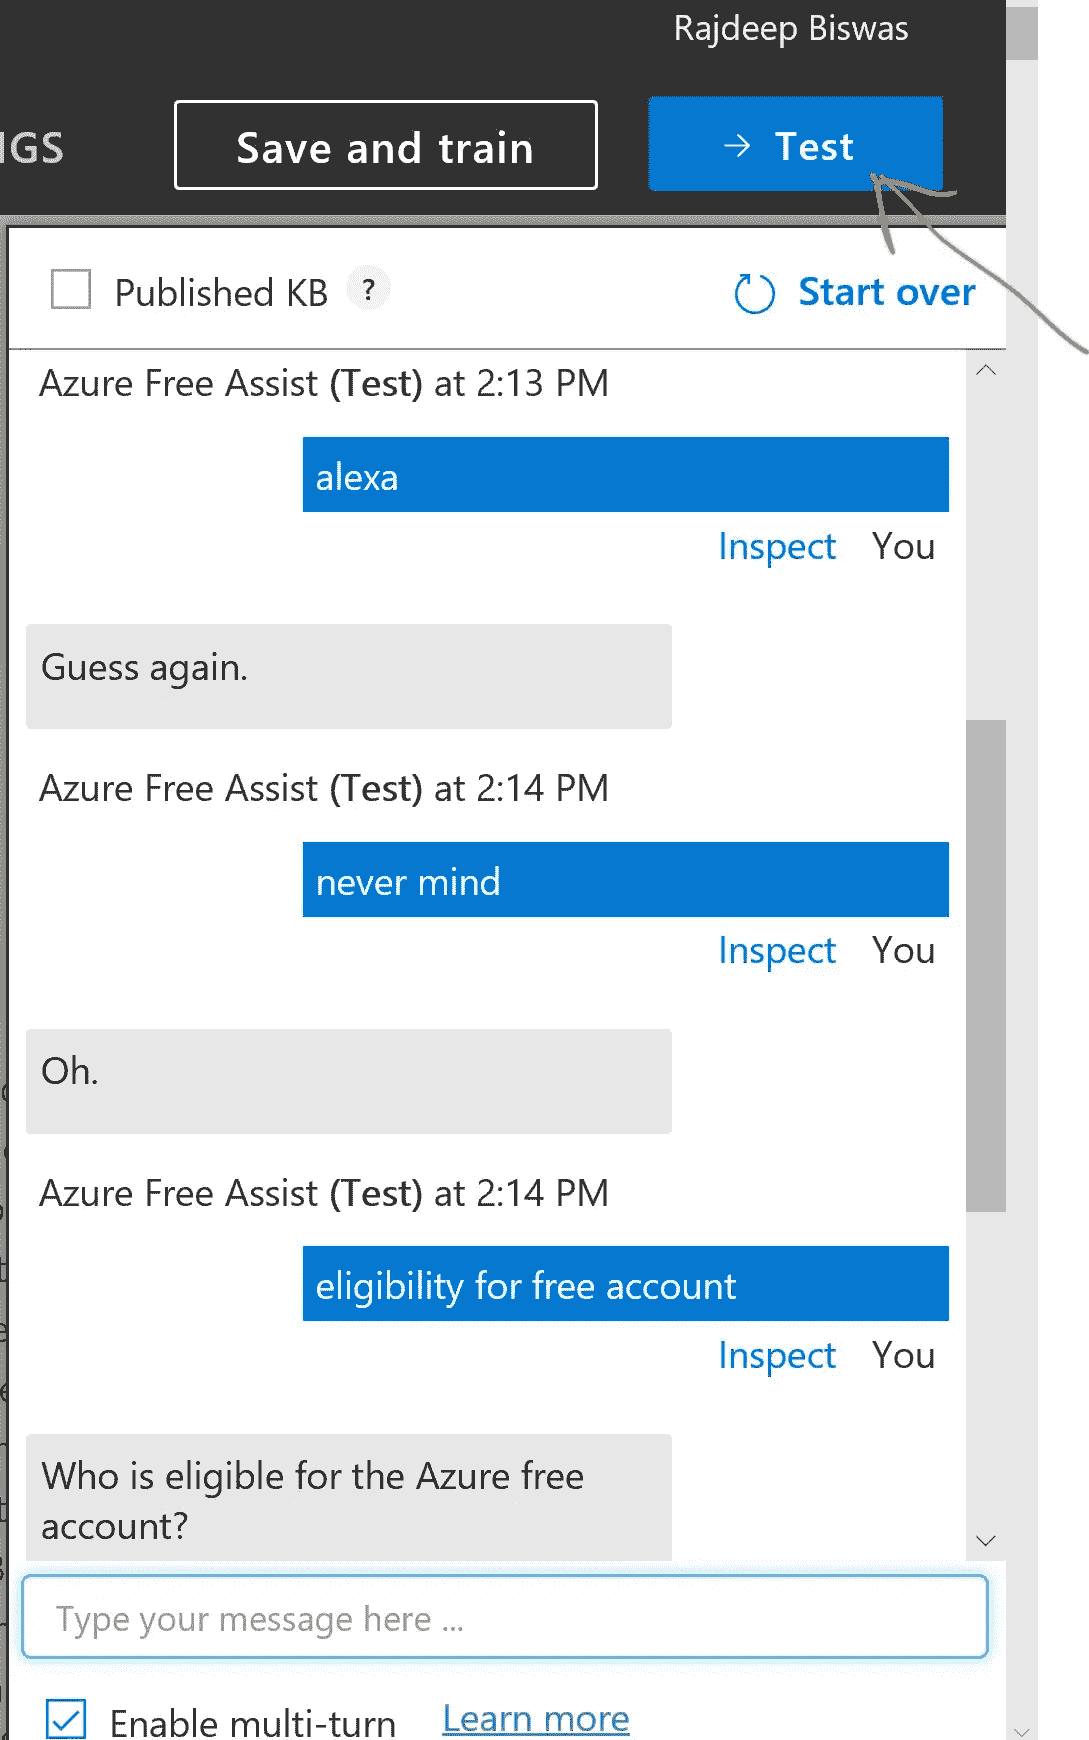 Rajdeep Biswas
NGS
Save and train
→ Test
Published KB ?
Start over
Azure Free Assist (Test) at 2:13 PM
alexa
Inspect You
Guess again.
Azure Free Assist (Test) at 2:14 PM
never mind
Inspect You
Oh.
Azure Free Assist (Test) at 2:14 PM
eligibility for free account
Inspect You
Who is eligible for the Azure free
account?
Type your message here ...
Enable multi-turn Learn more